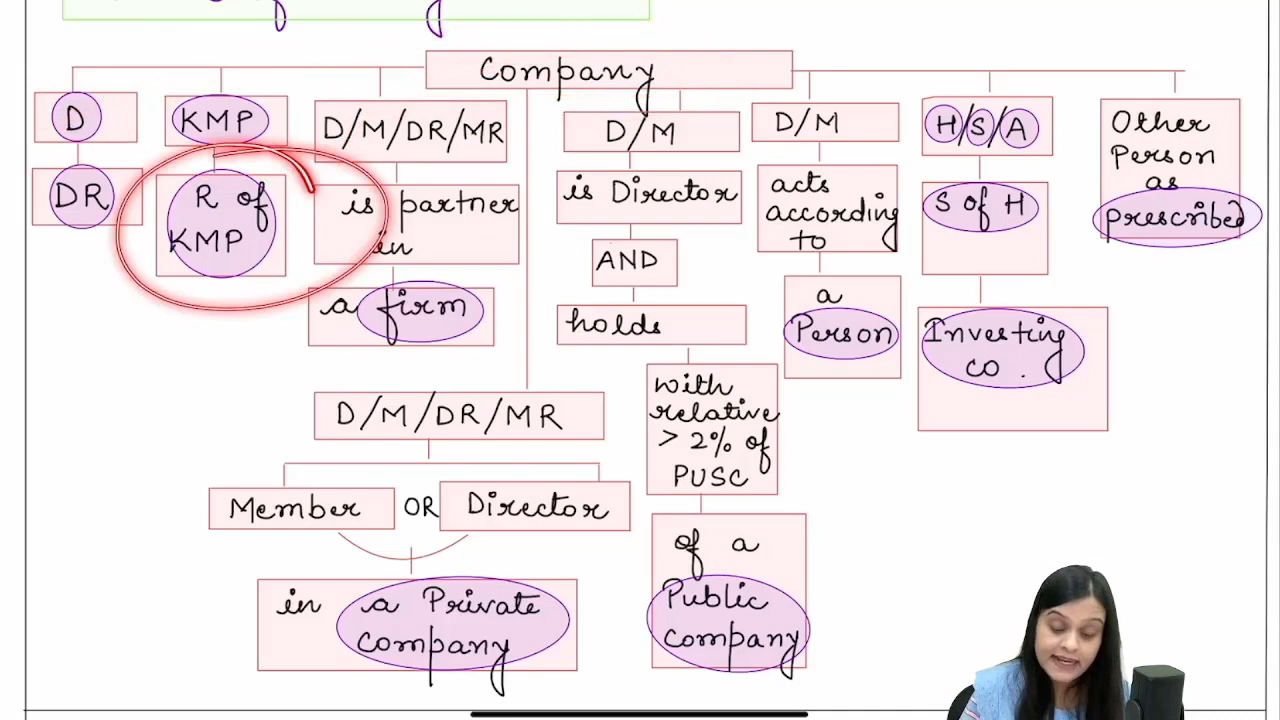 Company
D
DR
KMP
R of
KMP
D/M/DR/MR
is partner
in
a firm
D/M
is Director
AND
holds
with
relative
> 2% of
PUSC
of a
Public
company
D/M
acts
according
to
a
Person
H/S/A
S of H
Investing
co.
Other
Person
as
prescribed
D/M/DR/MR
Member OR Director
in a Private
company